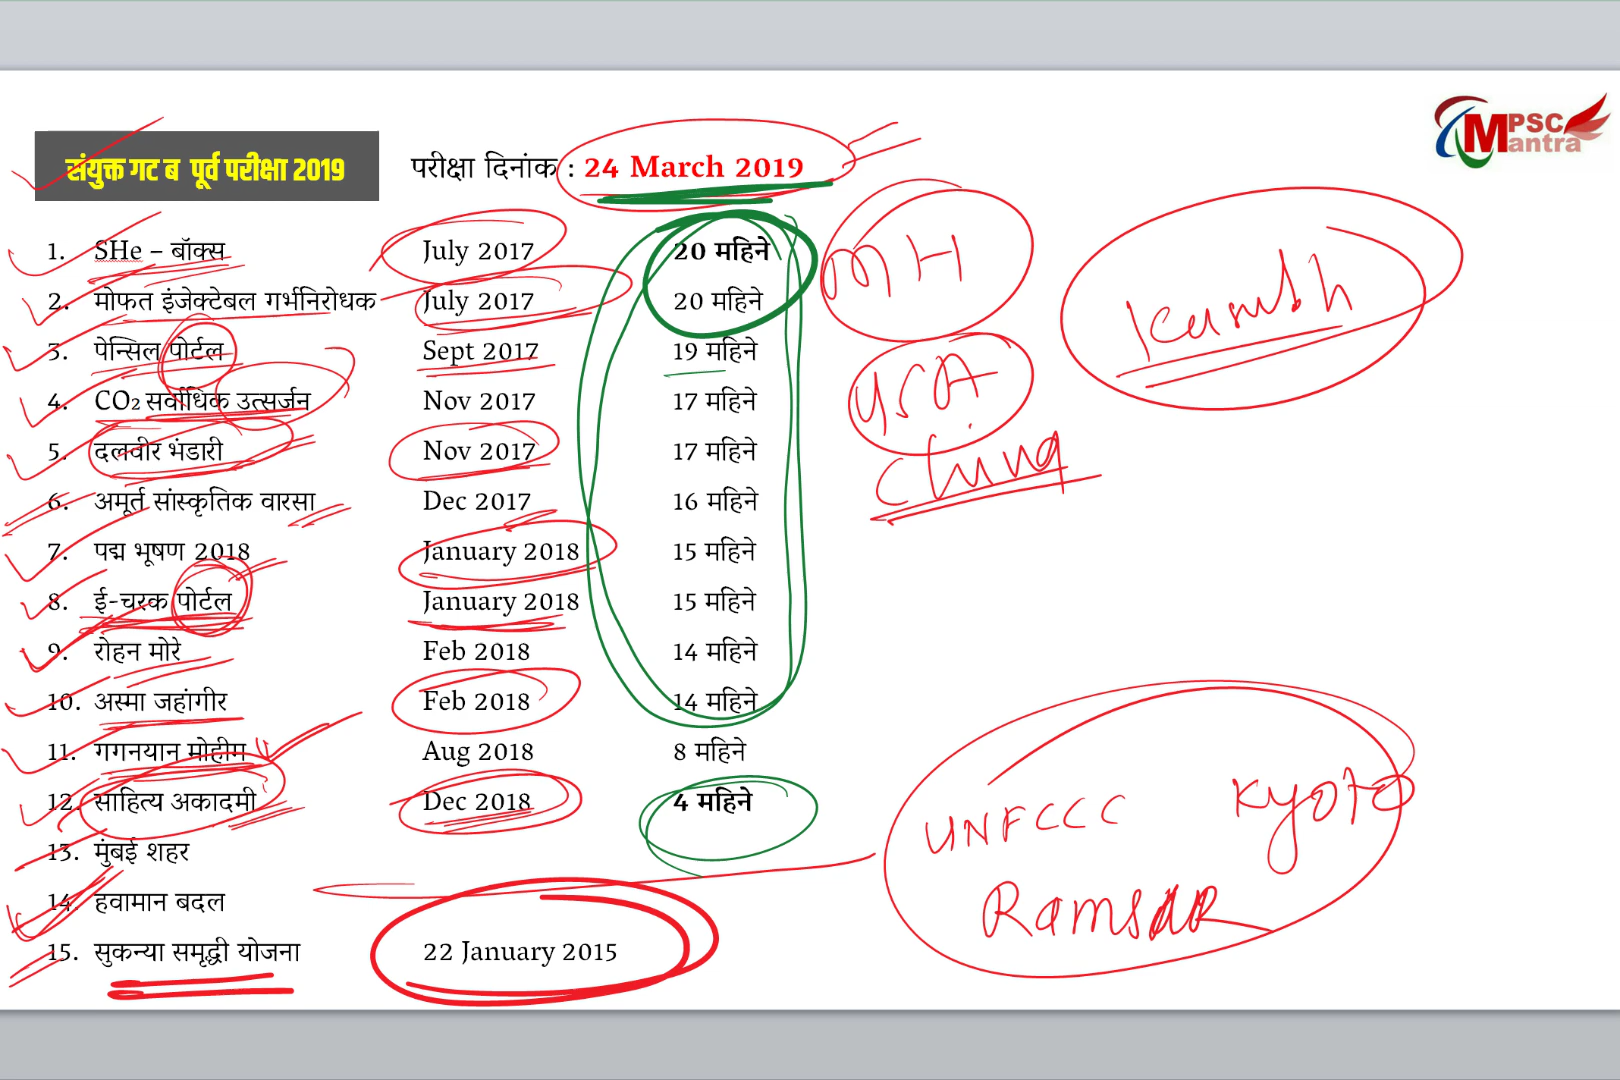 MPSC Mantra
संयुक्त गट ब पूर्व परीक्षा 2019 परीक्षा दिनांक : 24 March 2019
1. SHe – बॉक्स July 2017 20 महिने MH Kumbh
2. मोफत इंजेक्टेबल गर्भनिरोधक July 2017 20 महिने
3. पेन्सिल पोर्टल Sept 2017 19 महिने
4. CO2 सर्वाधिक उत्सर्जन Nov 2017 17 महिने USA
5. दलवीर भंडारी Nov 2017 17 महिने China
6. अमूर्त सांस्कृतिक वारसा Dec 2017 16 महिने
7. पद्म भूषण 2018 January 2018 15 महिने
8. ई-चरक पोर्टल January 2018 15 महिने
9. रोहन मोरे Feb 2018 14 महिने
10. अस्मा जहांगीर Feb 2018 14 महिने
11. गगनयान मोहीम Aug 2018 8 महिने
12. साहित्य अकादमी Dec 2018 4 महिने UNFCCC Kyoto
13. मुंबई शहर
14. हवामान बदल Ramsar
15. सुकन्या समृद्धी योजना 22 January 2015